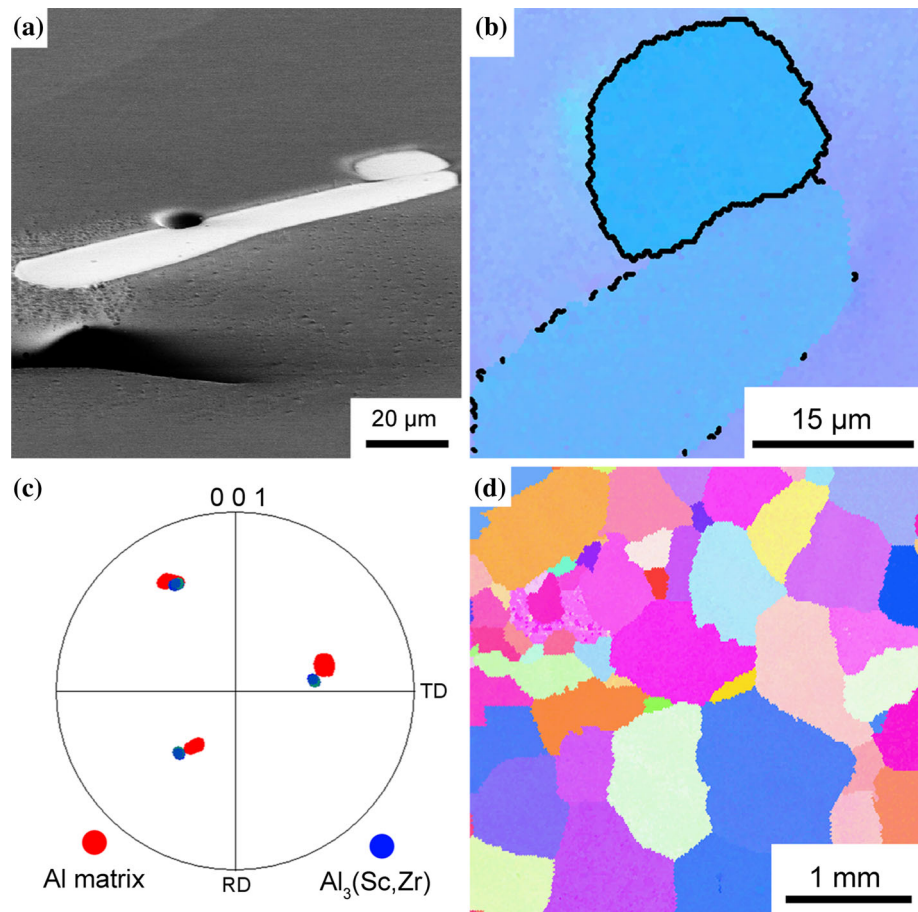 (a)
20 µm
(b)
15 µm
(c)
0 0 1
TD
RD
Al matrix
Al₃(Sc,Zr)
(d)
1 mm